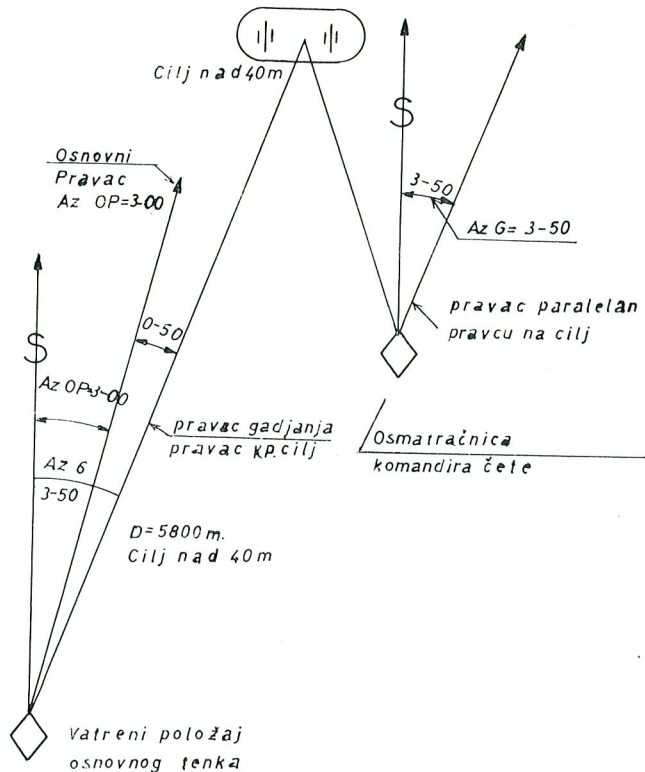 Cilj nad 40m
S
3-50
Az G= 3-50
Osnovni
Pravac
Az OP=3-00
pravac paralelan
pravcu na cilj
0-50
S
Az OP=3-00
pravac gadjanja
pravac KP.cilj
Osmatračnica
komandira čete
Az 6
3-50
D=5800m.
Cilj nad 40m
Vatreni položaj
osnovnog tenka